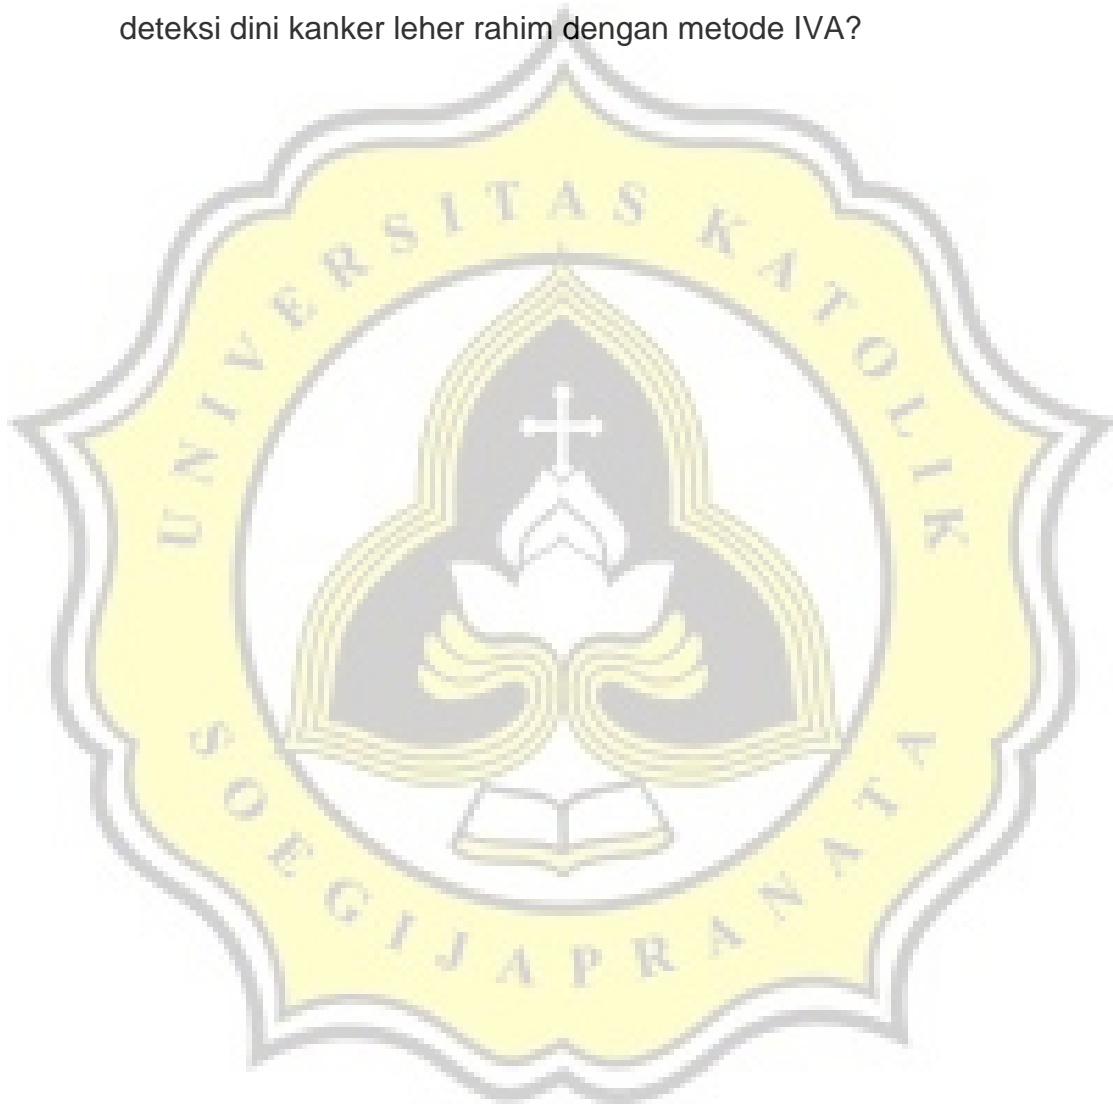 deteksi dini kanker leher rahim dengan metode IVA?
UNIVERSITAS KATOLIK
SOEGIJAPRANATA